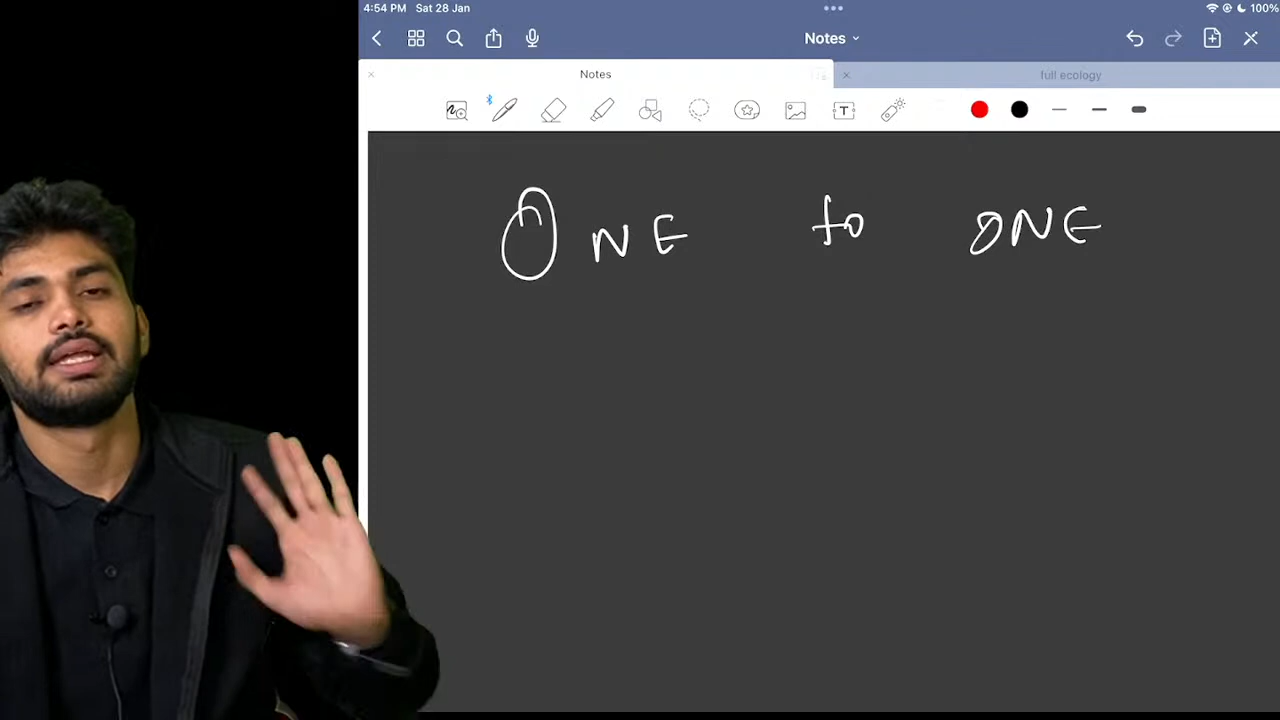 4:54 PM Sat 28 Jan
100%
Notes
Notes
full ecology
T
ONE to ONE